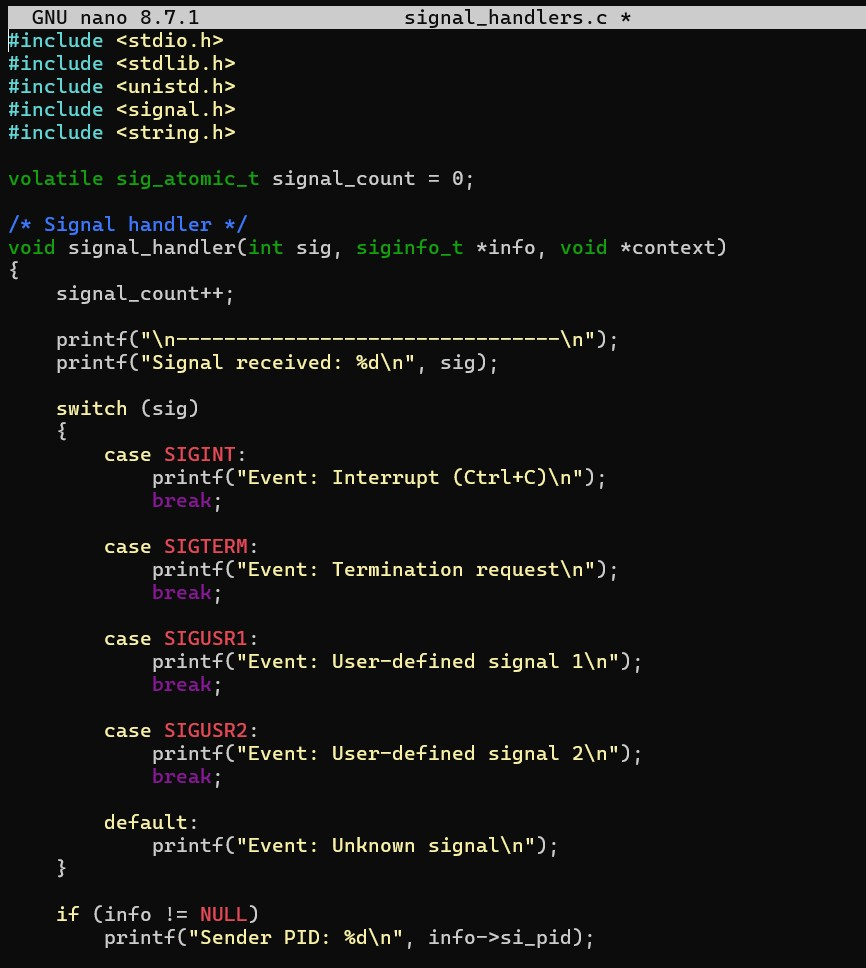 GNU nano 8.7.1 signal_handlers.c *
#include <stdio.h>
#include <stdlib.h>
#include <unistd.h>
#include <signal.h>
#include <string.h>

volatile sig_atomic_t signal_count = 0;

/* Signal handler */
void signal_handler(int sig, siginfo_t *info, void *context)
{
    signal_count++;

    printf("\n--------------------------------\n");
    printf("Signal received: %d\n", sig);

    switch (sig)
    {
        case SIGINT:
            printf("Event: Interrupt (Ctrl+C)\n");
            break;

        case SIGTERM:
            printf("Event: Termination request\n");
            break;

        case SIGUSR1:
            printf("Event: User-defined signal 1\n");
            break;

        case SIGUSR2:
            printf("Event: User-defined signal 2\n");
            break;

        default:
            printf("Event: Unknown signal\n");
    }

    if (info != NULL)
        printf("Sender PID: %d\n", info->si_pid);